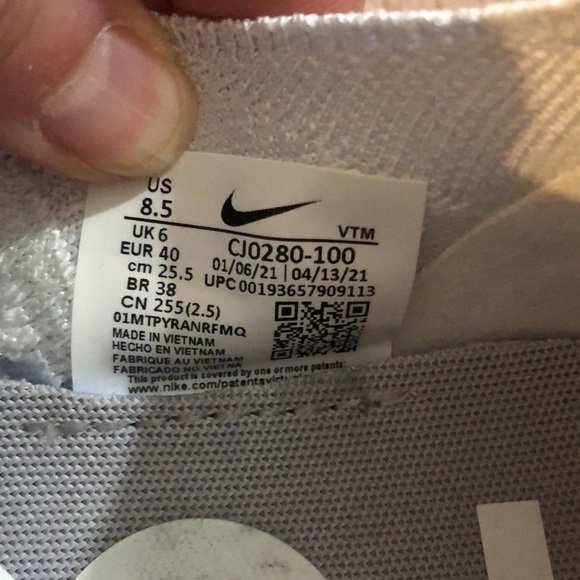 US
8.5
VTM
UK 6
CJ0280-100
EUR 40
01/06/21 | 04/13/21
cm 25.5
UPC 00193657909113
BR 38
CN 255(2.5)
01MTPYRANRFMQ
MADE IN VIETNAM
HECHO EN VIETNAM
FABRIQUE AU VIETNAM
FABRICADO NO VIETNA
This product is covered by one or more patents:
www.nike.com/patents